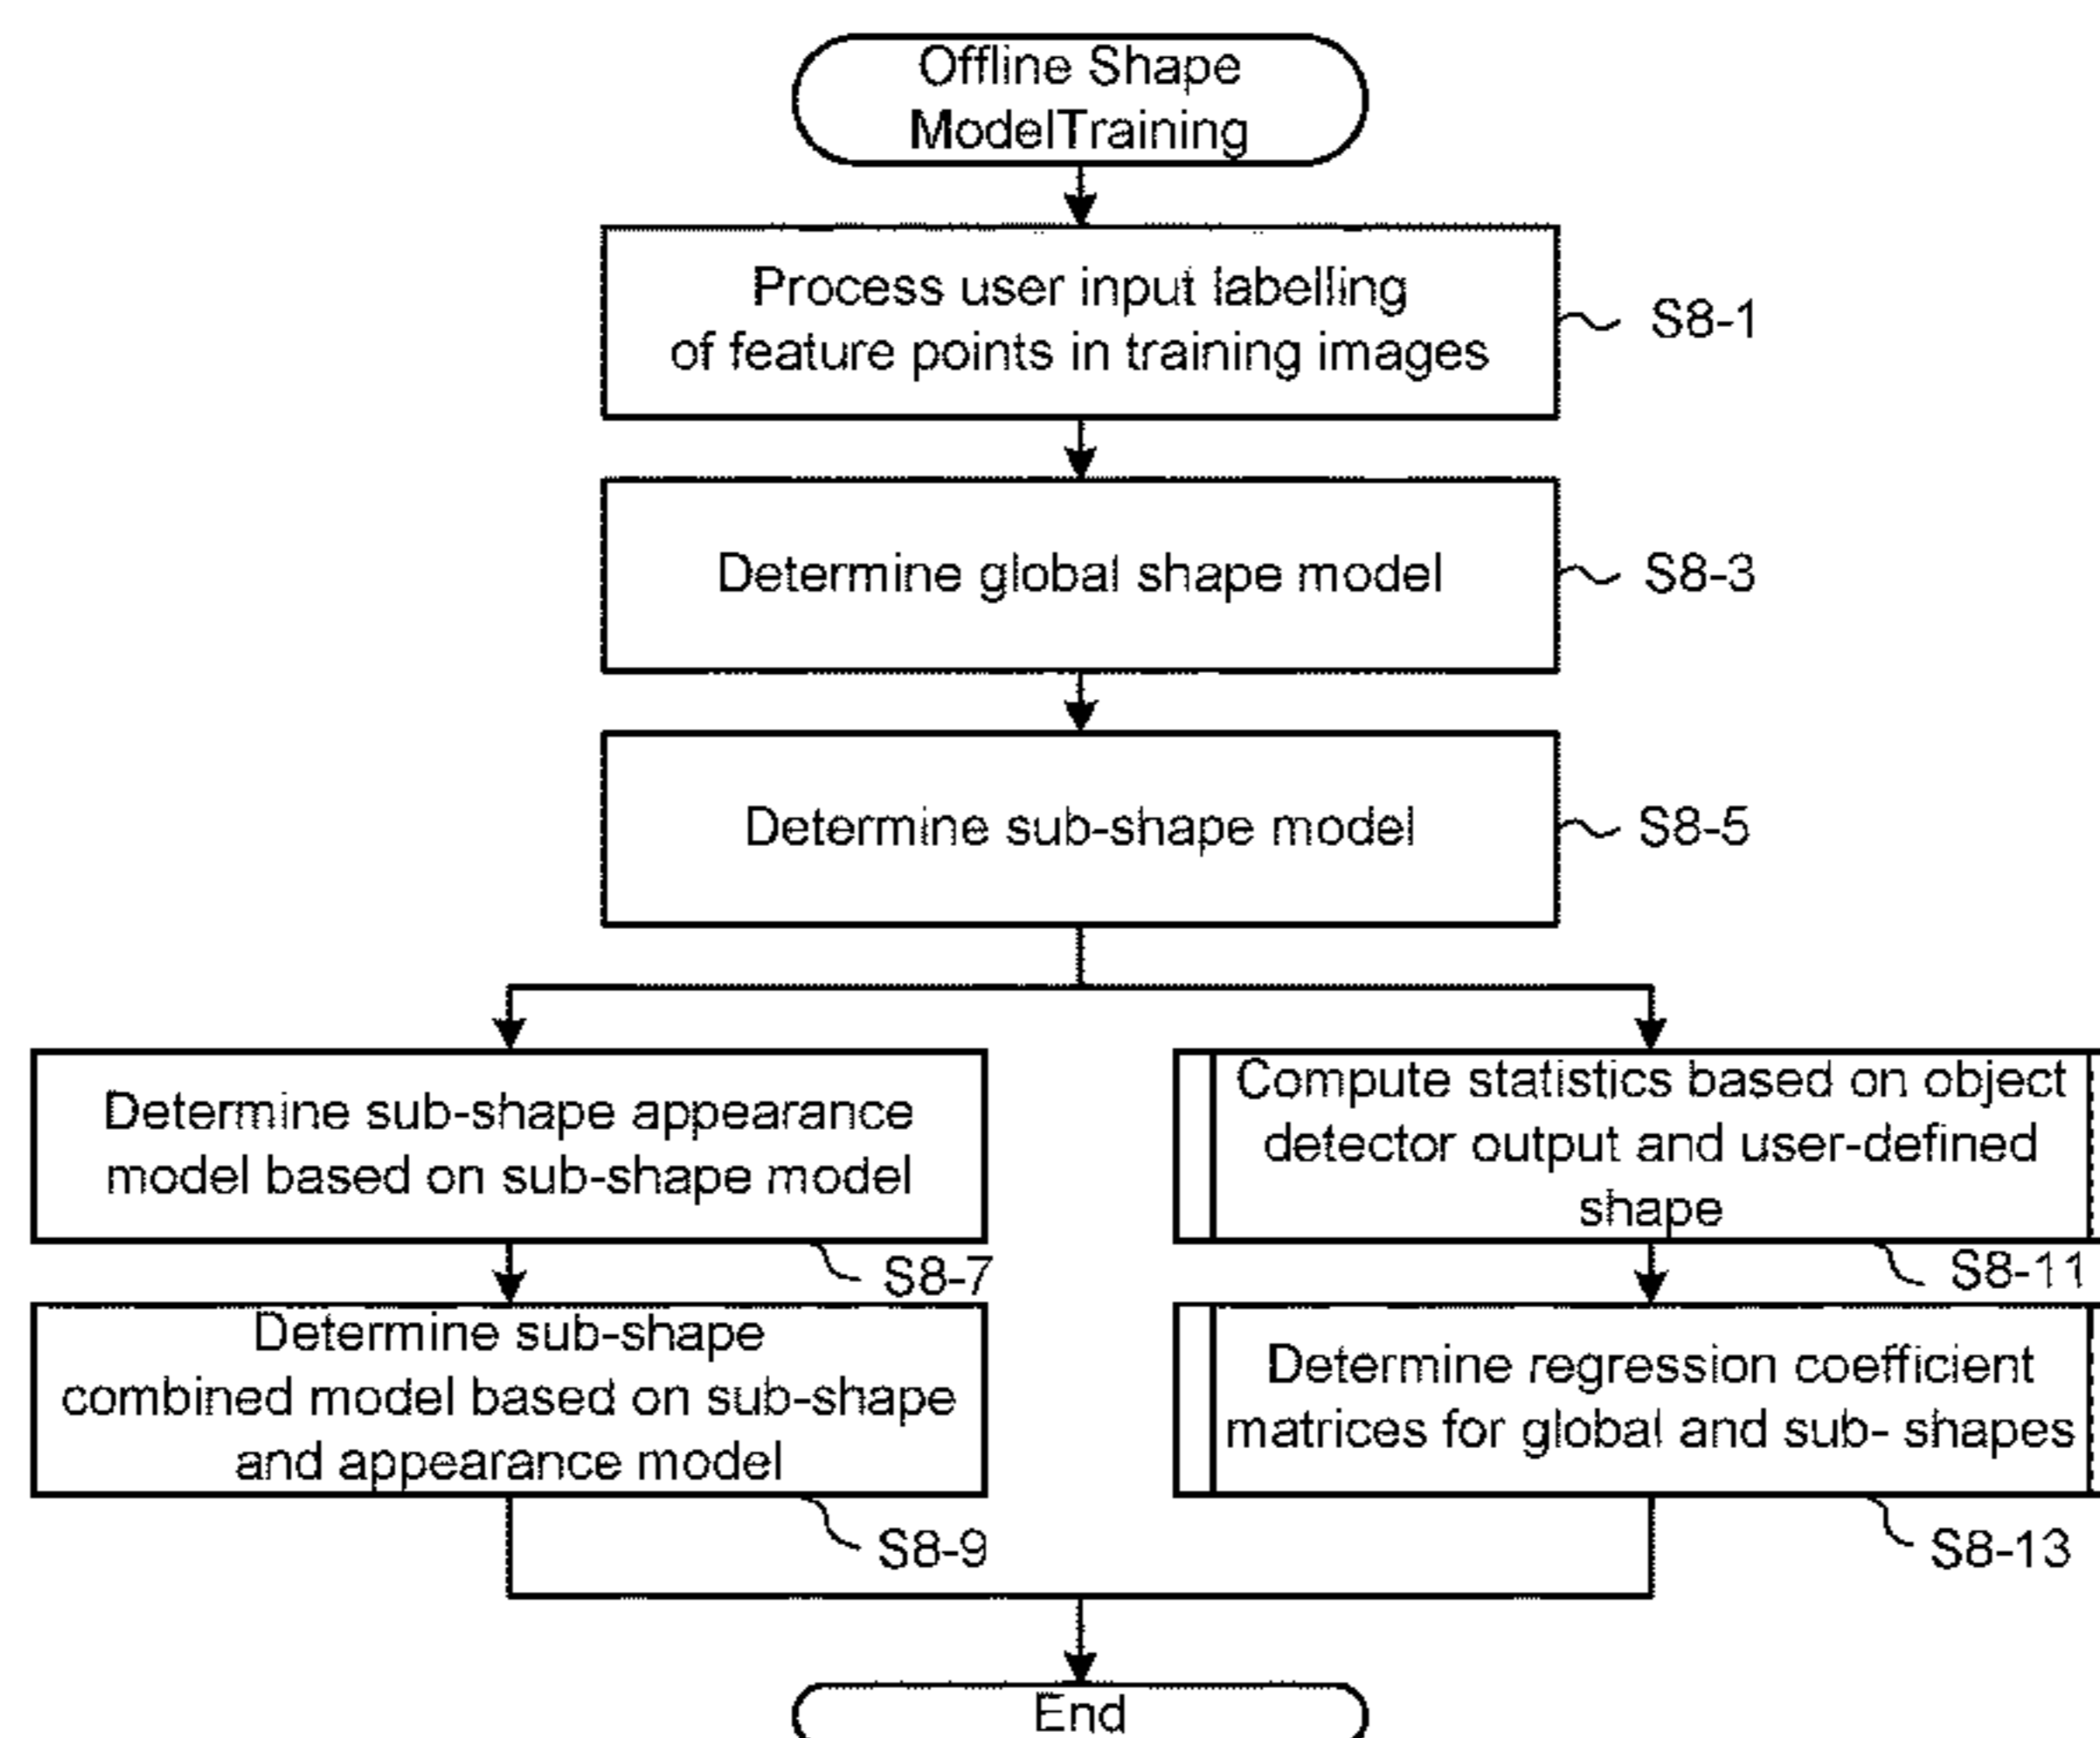 Offline Shape
ModelTraining
Process user input labelling
of feature points in training images
S8-1
Determine global shape model
S8-3
Determine sub-shape model
S8-5
Determine sub-shape appearance
model based on sub-shape model
S8-7
Compute statistics based on object
detector output and user-defined
shape
S8-11
Determine sub-shape
combined model based on sub-shape
and appearance model
S8-9
Determine regression coefficient
matrices for global and sub- shapes
S8-13
End